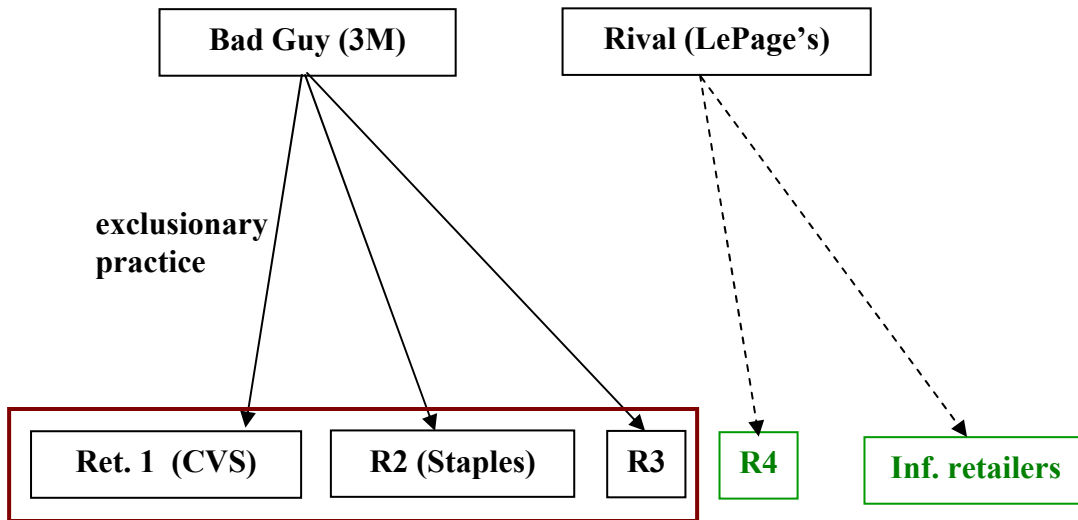 Bad Guy (3M)
Rival (LePage’s)
exclusionary
practice
Ret. 1 (CVS)
R2 (Staples)
R3
R4
Inf. retailers